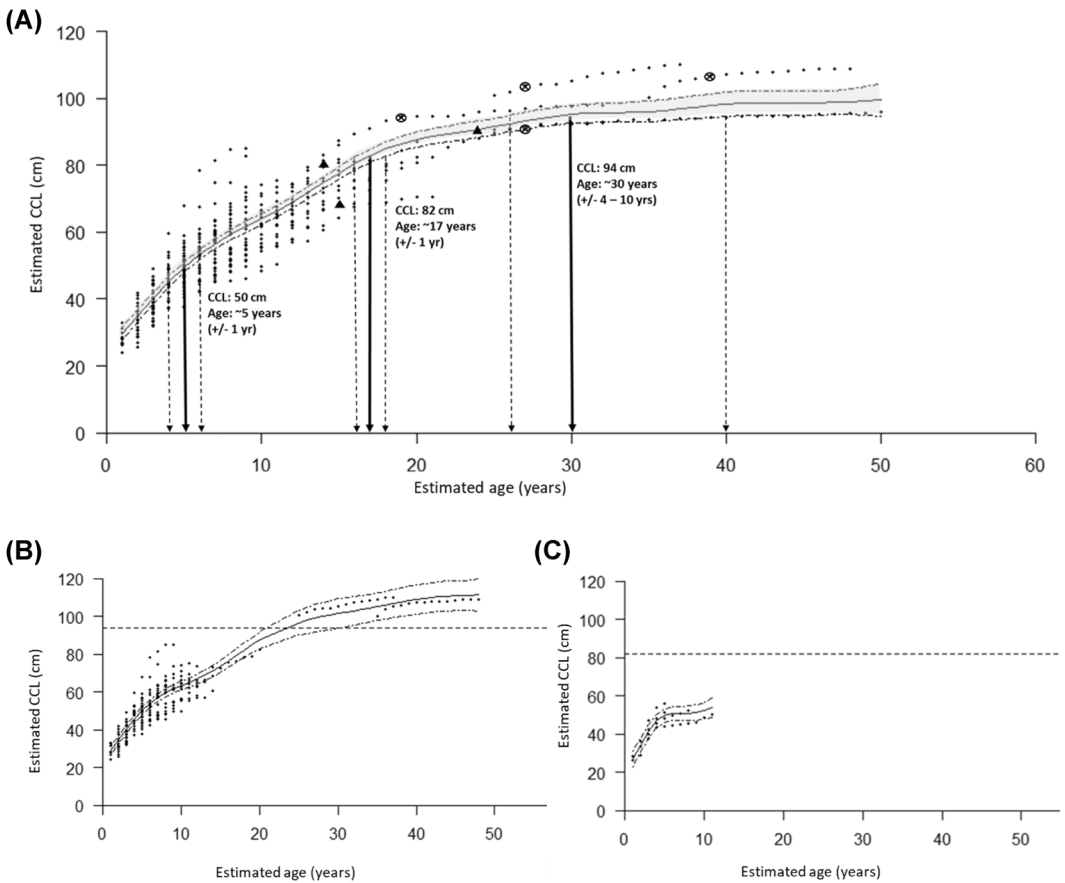 (A)
120
100
80
60
40
20
0
Estimated CCL (cm)
CCL: 50 cm
Age: ~5 years
(+/- 1 yr)
CCL: 82 cm
Age: ~17 years
(+/- 1 yr)
CCL: 94 cm
Age: ~30 years
(+/- 4 – 10 yrs)
0 10 20 30 40 50 60
Estimated age (years)
(B)
120
100
80
60
40
20
0
Estimated CCL (cm)
0 10 20 30 40 50
Estimated age (years)
(C)
120
100
80
60
40
20
0
Estimated CCL (cm)
0 10 20 30 40 50
Estimated age (years)